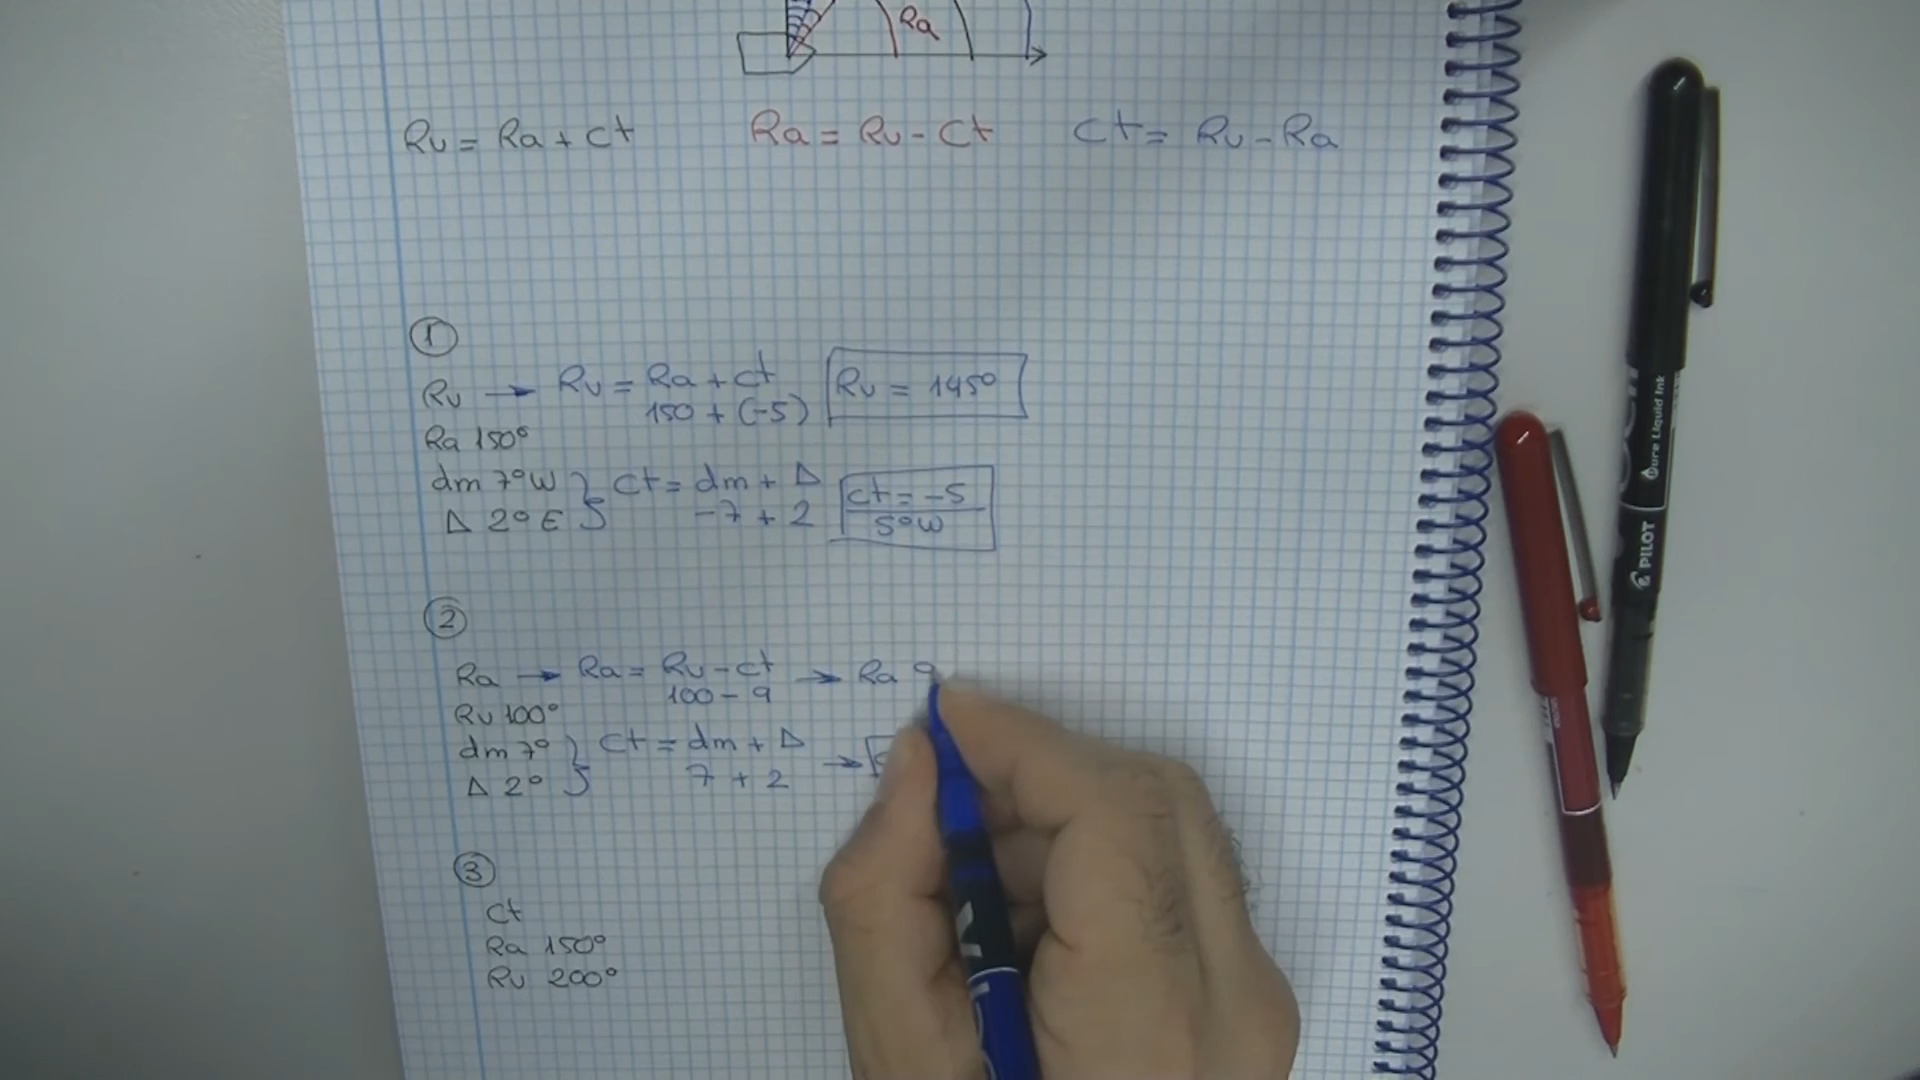 Ra
Rv = Ra + ct
Ra = Rv - ct
ct = Rv - Ra
1
Rv → Rv = Ra + ct
150 + (-5)
Rv = 145°
Ra 150°
dm 7°W } ct = dm + Δ
Δ 2° E
-7 + 2
ct = -5
5°W
2
Ra → Ra = Rv - ct → Ra 9
100 - 9
Rv 100°
dm 7° } ct = dm + Δ →
Δ 2°
7 + 2
3
ct
Ra 150°
Rv 200°
Pure Liquid Ink
PILOT